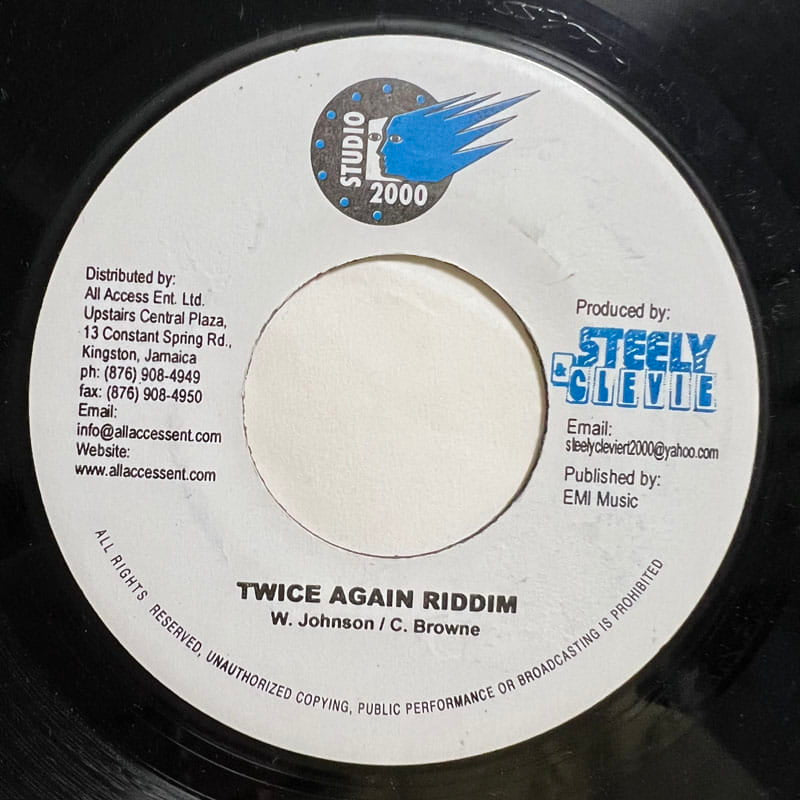 STUDIO
2000
Distributed by:
All Access Ent. Ltd.
Upstairs Central Plaza,
13 Constant Spring Rd.,
Kingston, Jamaica
ph: (876) 908-4949
fax: (876) 908-4950
Email:
info@allaccessent.com
Website:
www.allaccessent.com
Produced by:
STEELY
& CLEVIE
Email:
steelycleviert2000@yahoo.com
Published by:
EMI Music
TWICE AGAIN RIDDIM
W. Johnson / C. Browne
ALL RIGHTS RESERVED, UNAUTHORIZED COPYING, PUBLIC PERFORMANCE OR BROADCASTING IS PROHIBITED